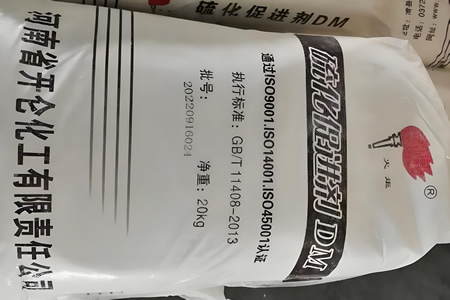 火炬
®
硫化促进剂DM
通过ISO9001.ISO14001.ISO45001认证
执行标准：GB/T11408-2013
批号：
净重：20kg
20220916024
河南省开仑化工有限责任公司
硫化促进剂DM